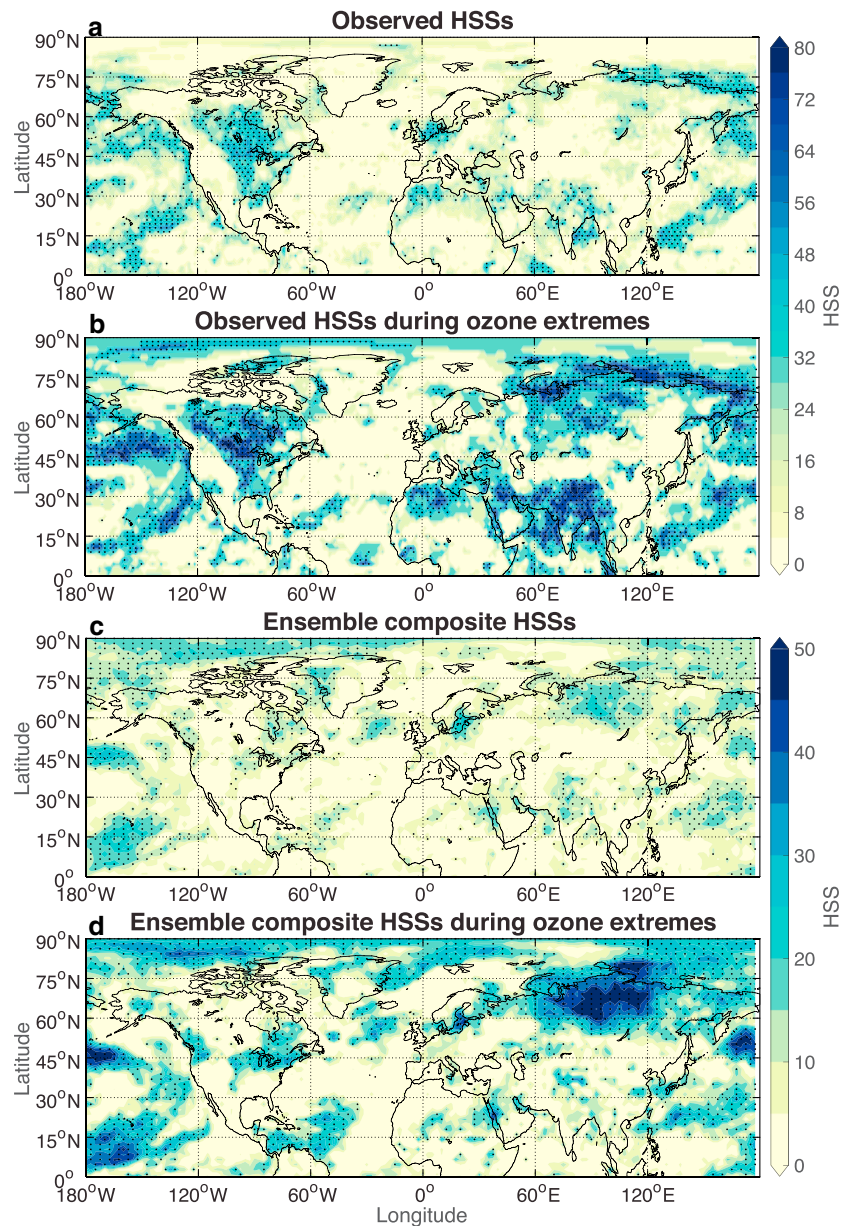 a
Observed HSSs
90°N
75°N
60°N
45°N
30°N
15°N
0°
Latitude
180°W 120°W 60°W 0° 60°E 120°E
b
Observed HSSs during ozone extremes
90°N
75°N
60°N
45°N
30°N
15°N
0°
Latitude
180°W 120°W 60°W 0° 60°E 120°E
80
72
64
56
48
40
32
24
16
8
0
HSS
c
Ensemble composite HSSs
90°N
75°N
60°N
45°N
30°N
15°N
0°
Latitude
180°W 120°W 60°W 0° 60°E 120°E
d
Ensemble composite HSSs during ozone extremes
90°N
75°N
60°N
45°N
30°N
15°N
0°
Latitude
180°W 120°W 60°W 0° 60°E 120°E
Longitude
50
40
30
20
10
0
HSS